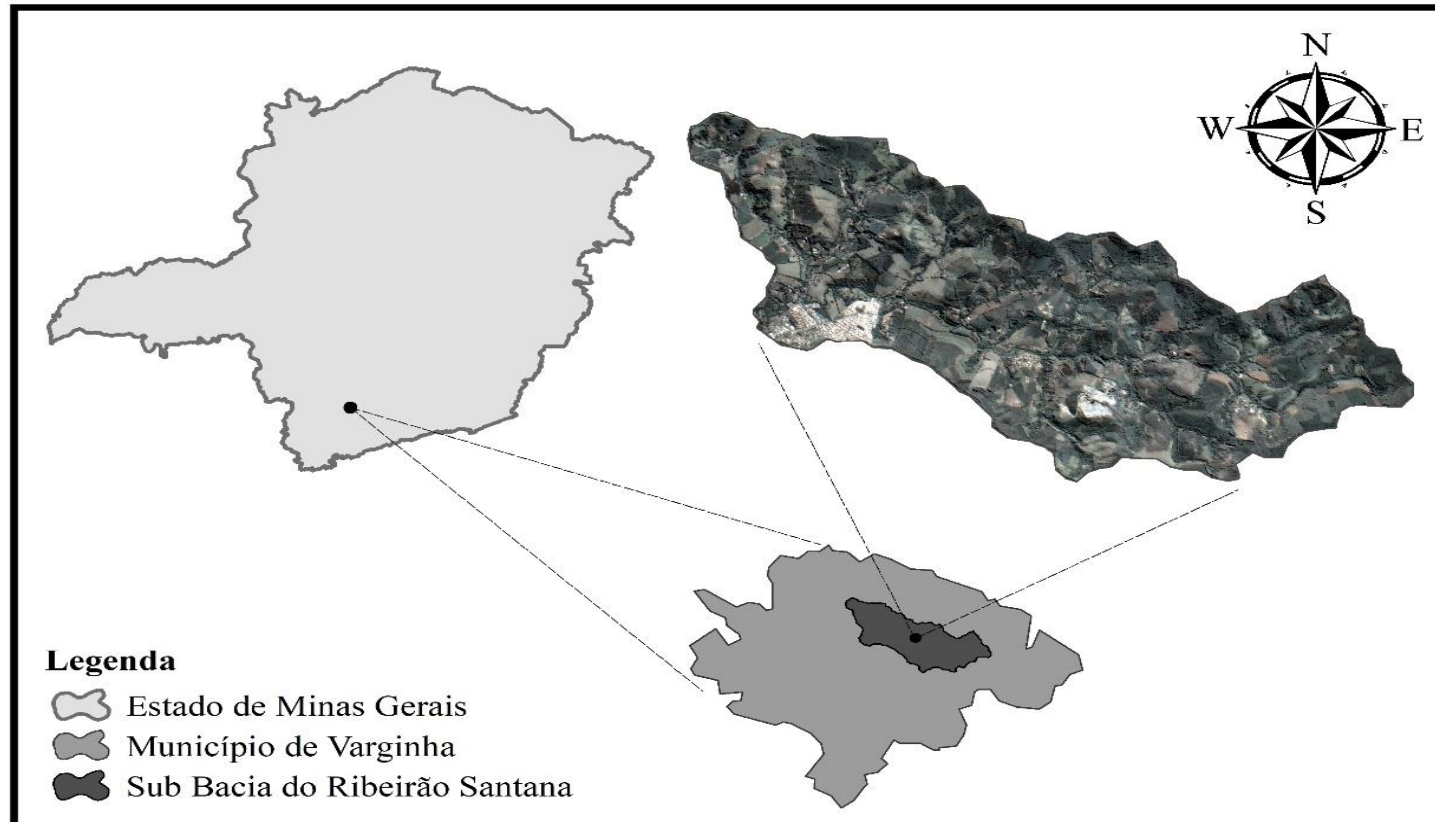 N
W E
S
Legenda
Estado de Minas Gerais
Município de Varginha
Sub Bacia do Ribeirão Santana